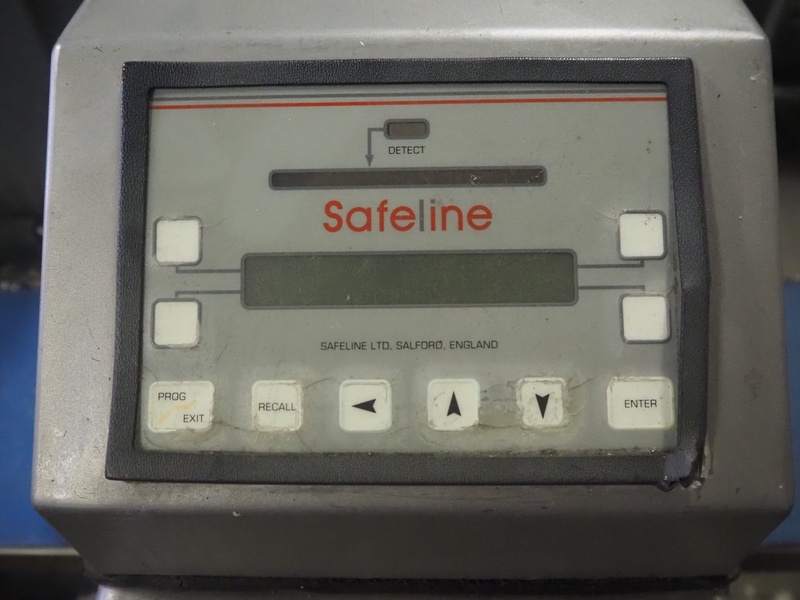 DETECT
Safeline
SAFELINE LTD. SALFORD, ENGLAND
PROG
EXIT
RECALL
ENTER